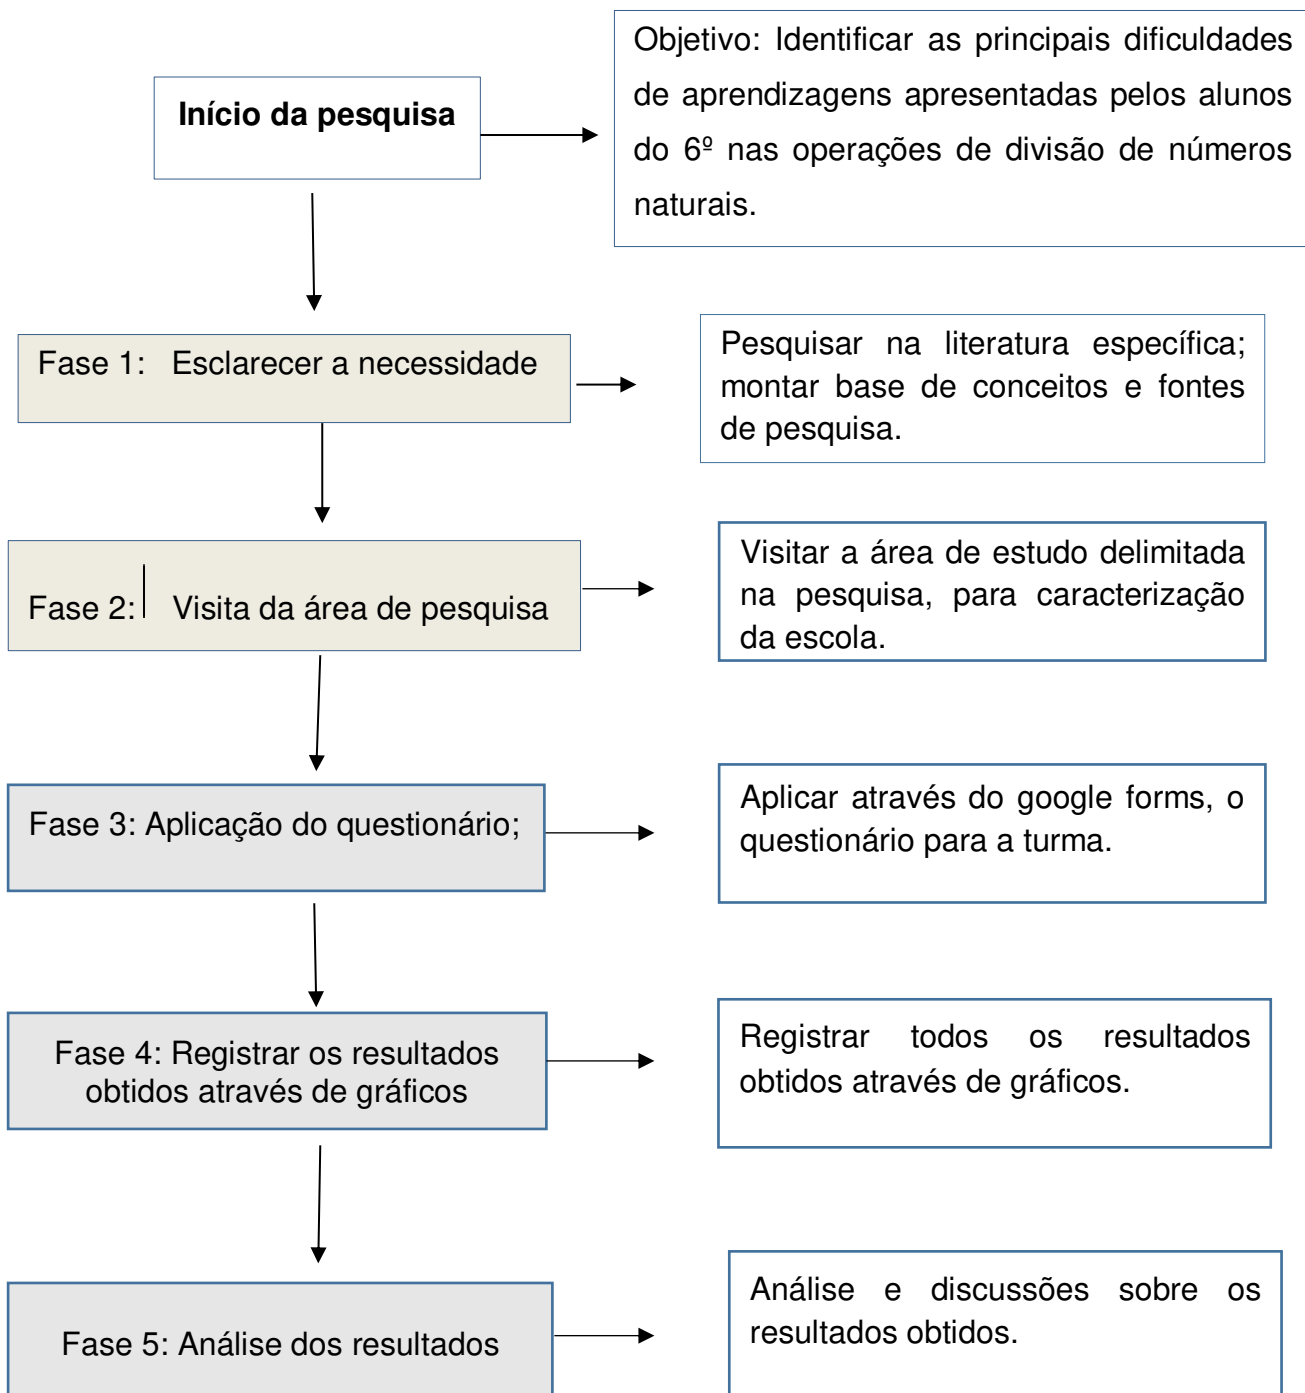 Início da pesquisa
Objetivo: Identificar as principais dificuldades
de aprendizagens apresentadas pelos alunos
do 6º nas operações de divisão de números
naturais.
Fase 1: Esclarecer a necessidade
Pesquisar na literatura específica;
montar base de conceitos e fontes
de pesquisa.
Fase 2: Visita da área de pesquisa
Visitar a área de estudo delimitada
na pesquisa, para caracterização
da escola.
Fase 3: Aplicação do questionário;
Aplicar através do google forms, o
questionário para a turma.
Fase 4: Registrar os resultados
obtidos através de gráficos
Registrar todos os resultados
obtidos através de gráficos.
Fase 5: Análise dos resultados
Análise e discussões sobre os
resultados obtidos.